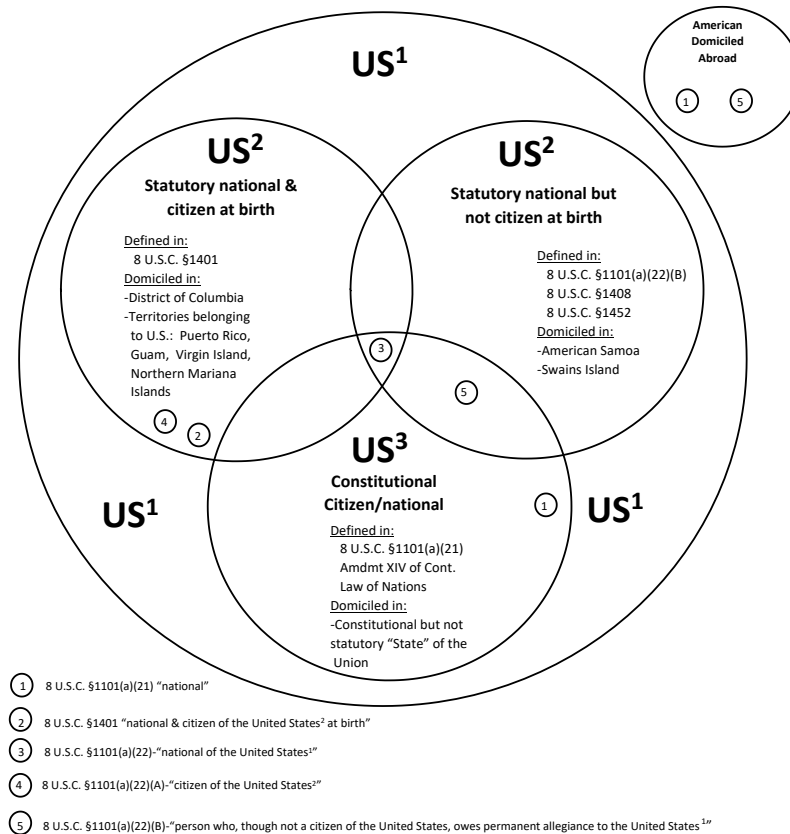 American
Domiciled
Abroad
1 5
US¹
US²
Statutory national &
citizen at birth
Defined in:
8 U.S.C. §1401
Domiciled in:
-District of Columbia
-Territories belonging
to U.S.: Puerto Rico,
Guam, Virgin Island,
Northern Mariana
Islands
4
2
US²
Statutory national but
not citizen at birth
Defined in:
8 U.S.C. §1101(a)(22)(B)
8 U.S.C. §1408
8 U.S.C. §1452
Domiciled in:
-American Samoa
-Swains Island
3
5
US³
Constitutional
Citizen/national
Defined in:
8 U.S.C. §1101(a)(21)
Amdmt XIV of Cont.
Law of Nations
Domiciled in:
-Constitutional but not
statutory “State” of the
Union
1
US¹
US¹
1 8 U.S.C. §1101(a)(21) “national”
2 8 U.S.C. §1401 “national & citizen of the United States² at birth”
3 8 U.S.C. §1101(a)(22)-“national of the United States¹”
4 8 U.S.C. §1101(a)(22)(A)-“citizen of the United States²”
5 8 U.S.C. §1101(a)(22)(B)-“person who, though not a citizen of the United States, owes permanent allegiance to the United States ¹”